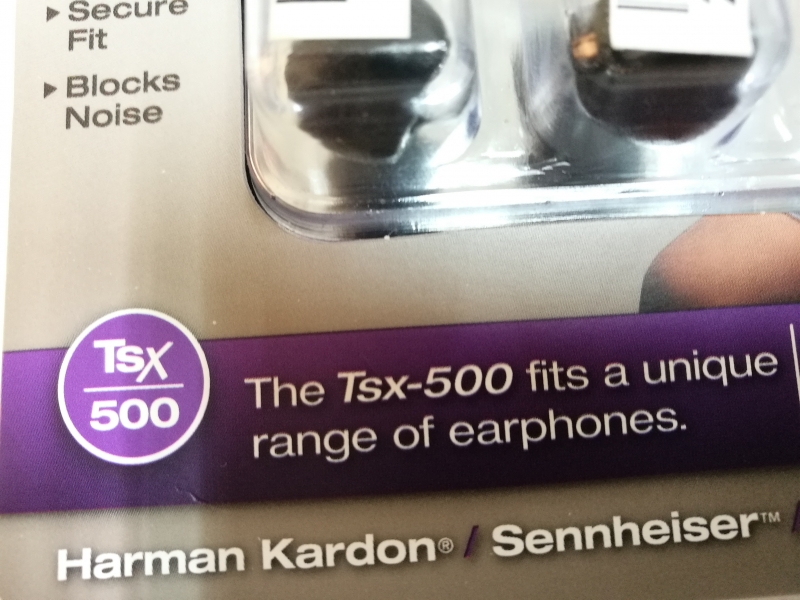 ▸ Secure
Fit
▸ Blocks
Noise
Tsx
500
The Tsx-500 fits a unique
range of earphones.
Harman Kardon® / Sennheiser™ /